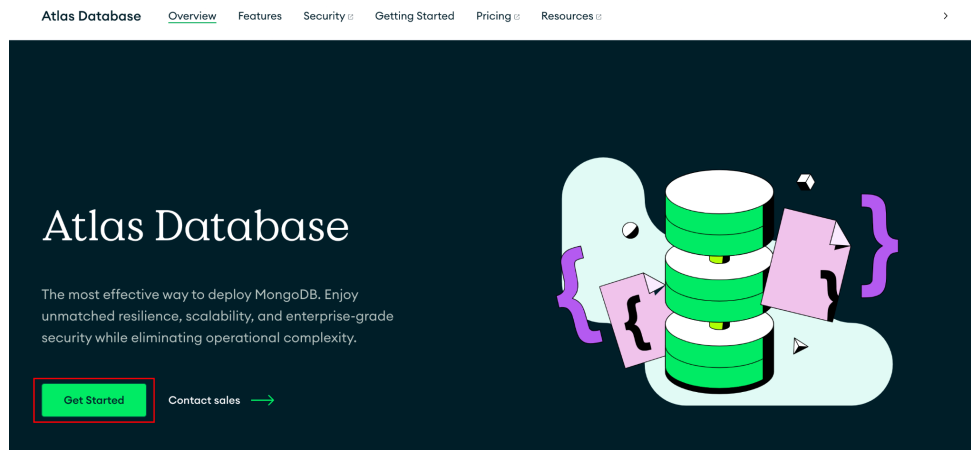 Atlas Database Overview Features Security Getting Started Pricing Resources
Atlas Database
The most effective way to deploy MongoDB. Enjoy
unmatched resilience, scalability, and enterprise-grade
security while eliminating operational complexity.
Get Started Contact sales
{ { } }